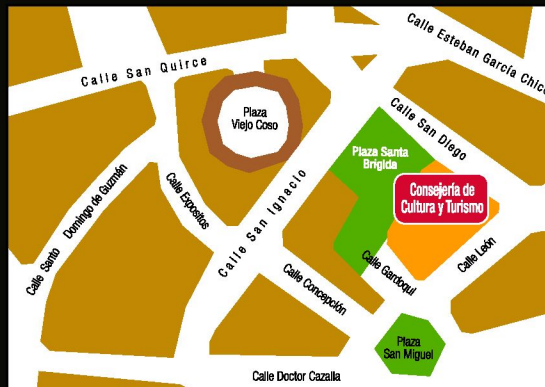 Calle Esteban García Chico
Calle San Quirce
Plaza
Viejo Coso
Calle San Diego
Plaza Santa
Brígida
Consejería de
Cultura y Turismo
Calle Santo Domingo de Guzmán
Calle Expositos
Calle San Ignacio
Calle León
Calle Gardoqui
Calle Concepción
Plaza
San Miguel
Calle Doctor Cazalla